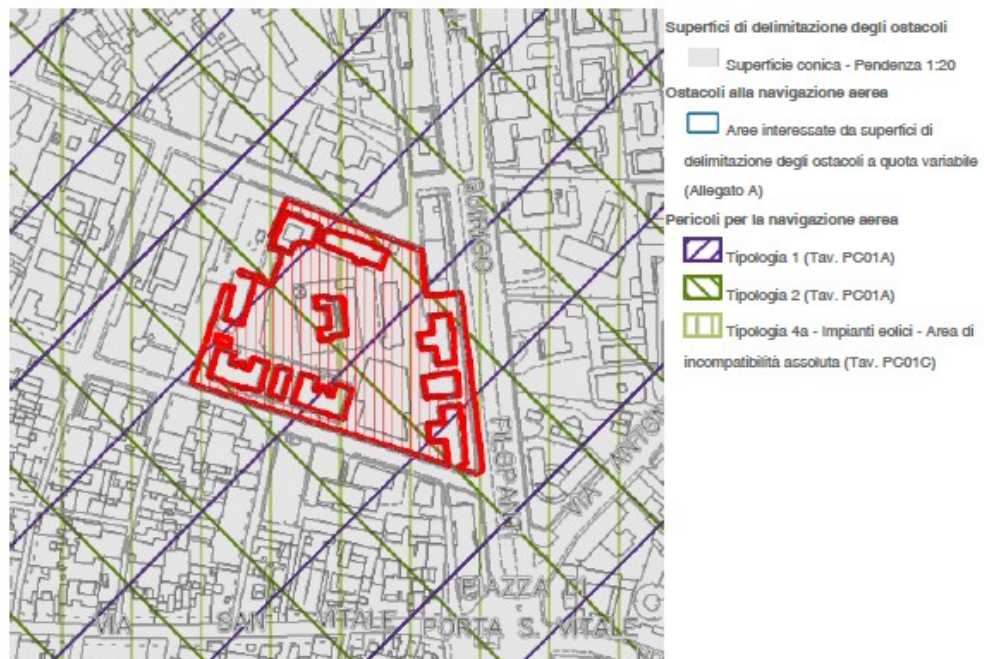 Superfici di delimitazione degli ostacoli
Superficie conica - Pendenza 1:20
Ostacoli alla navigazione aerea
Aree interessate da superfici di
delimitazione degli ostacoli a quota variabile
(Allegato A)
Pericoli per la navigazione aerea
Tipologia 1 (Tav. PC01A)
Tipologia 2 (Tav. PC01A)
Tipologia 4a - Impianti eolici - Area di
incompatibilità assoluta (Tav. PC01C)
QUIRICO
FILOPANTI
VIA
PIAZZA DI
VIA SAN VITALE PORTA S. VITALE